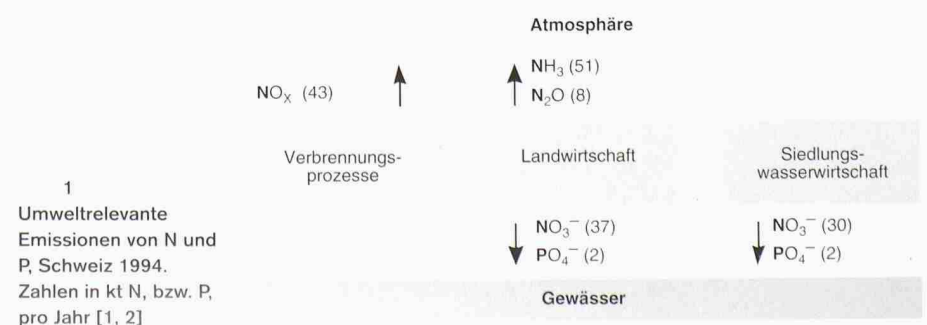 Atmosphäre
NH₃ (51)
NOX (43)
N₂O (8)
Verbrennungs-
prozesse
Landwirtschaft
Siedlungs-
wasserwirtschaft
1
Umweltrelevante
Emissionen von N und
P, Schweiz 1994.
Zahlen in kt N, bzw. P,
pro Jahr [1, 2]
NO₃⁻ (37)
PO₄⁻ (2)
NO₃⁻ (30)
PO₄⁻ (2)
Gewässer